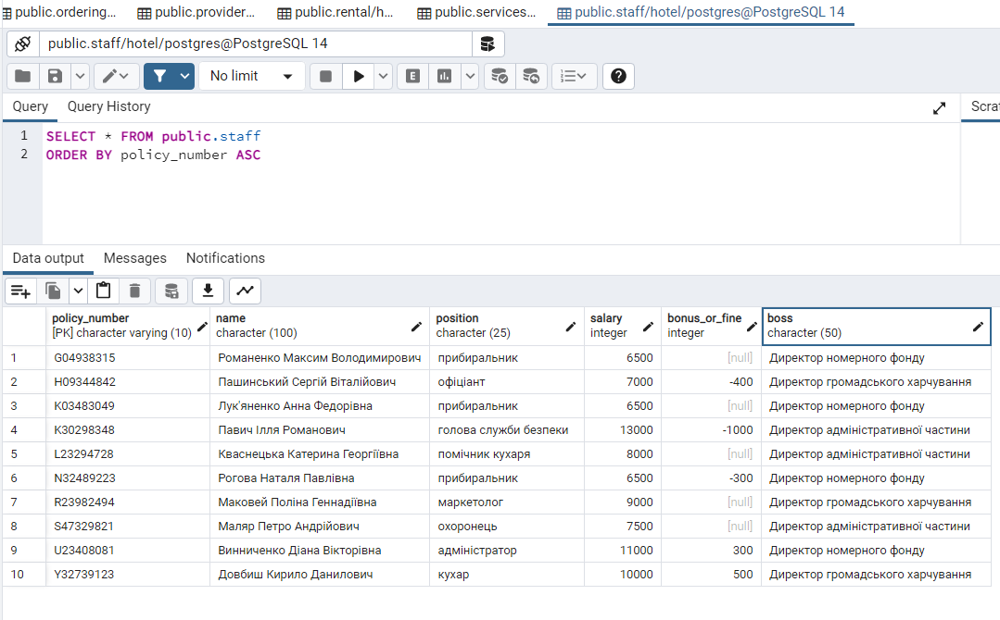 public.ordering... public.provider... public.rental/h... public.services... public.staff/hotel/postgres@PostgreSQL 14
public.staff/hotel/postgres@PostgreSQL 14
No limit E ?
Query Query History Scrat
1 SELECT * FROM public.staff
2 ORDER BY policy_number ASC
Data output Messages Notifications
policy_number name position salary bonus_or_fine boss
[PK] character varying (10) character (100) character (25) integer integer character (50)
1 G04938315 Романенко Максим Володимирович прибиральник 6500 [null] Директор номерного фонду
2 H09344842 Пашинський Сергій Віталійович офіціант 7000 -400 Директор громадського харчування
3 K03483049 Лук'яненко Анна Федорівна прибиральник 6500 [null] Директор номерного фонду
4 K30298348 Павич Ілля Романович голова служби безпеки 13000 -1000 Директор адміністративної частини
5 L23294728 Кваснецька Катерина Георгіївна помічник кухаря 8000 [null] Директор адміністративної частини
6 N32489223 Рогова Наталя Павлівна прибиральник 6500 -300 Директор номерного фонду
7 R23982494 Маковей Поліна Геннадіївна маркетолог 9000 [null] Директор громадського харчування
8 S47329821 Маляр Петро Андрійович охоронець 7500 [null] Директор адміністративної частини
9 U23408081 Винниченко Діана Вікторівна адміністратор 11000 300 Директор номерного фонду
10 Y32739123 Довбиш Кирило Данилович кухар 10000 500 Директор громадського харчування